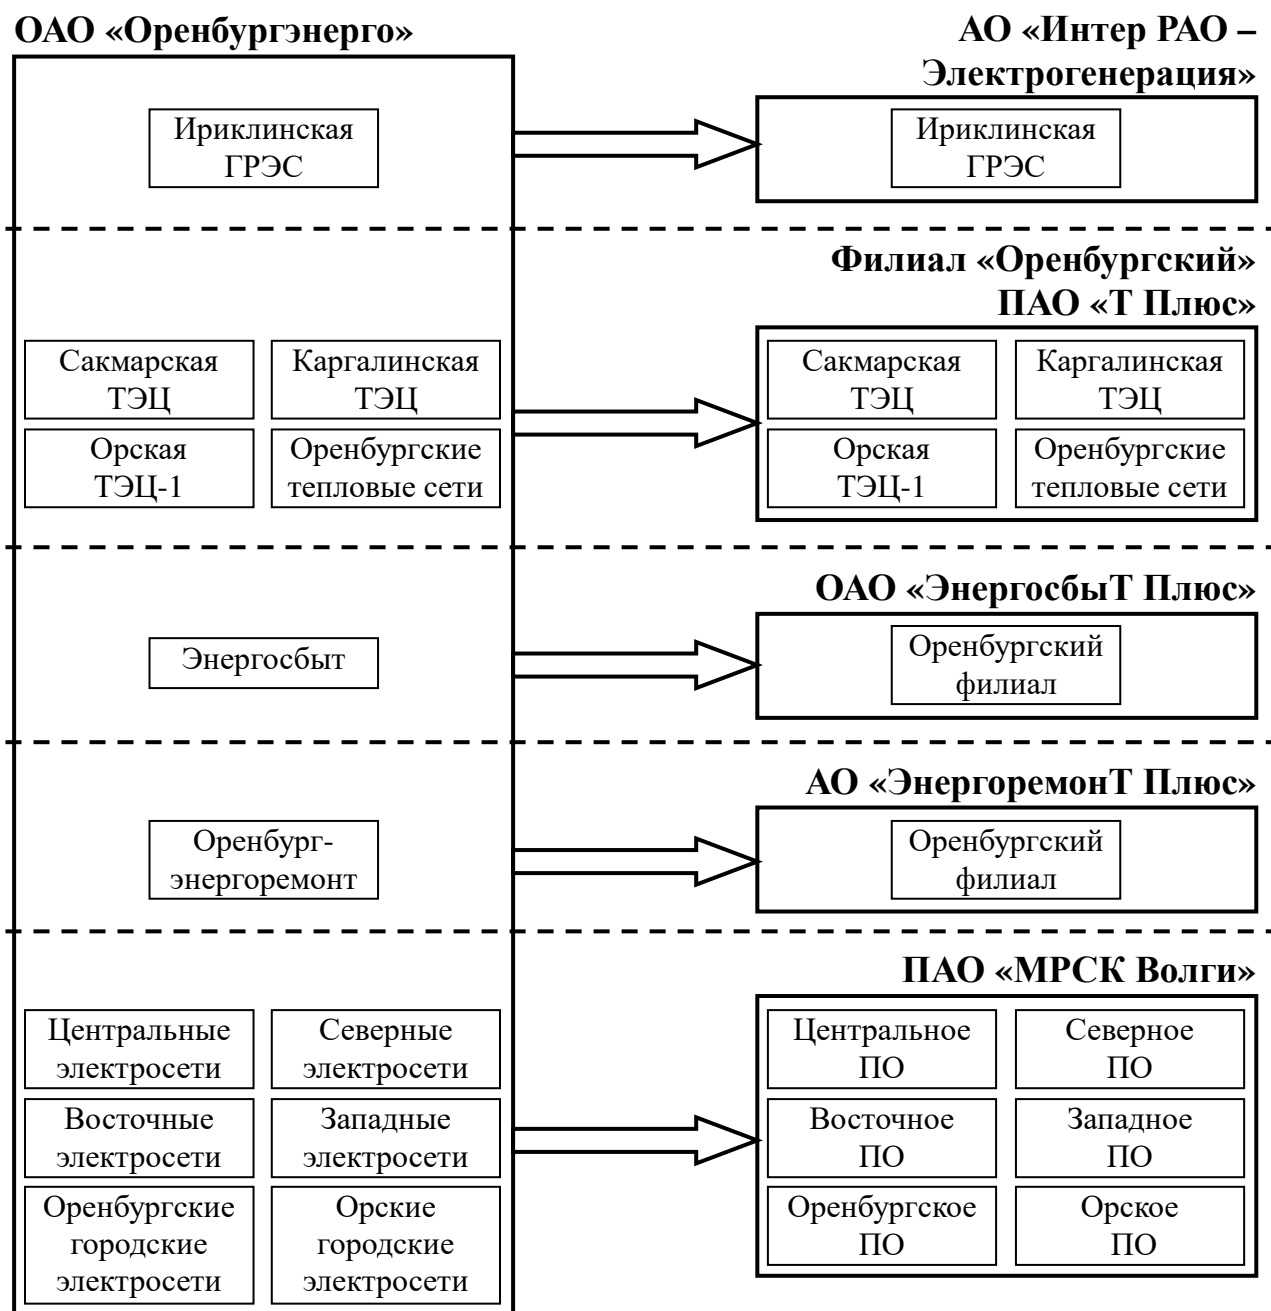 ОАО «Оренбургэнерго»
АО «Интер РАО –
Электрогенерация»
Ириклинская
ГРЭС
Ириклинская
ГРЭС
Филиал «Оренбургский»
ПАО «Т Плюс»
Сакмарская
ТЭЦ
Каргалинская
ТЭЦ
Орская
ТЭЦ-1
Оренбургские
тепловые сети
Сакмарская
ТЭЦ
Каргалинская
ТЭЦ
Орская
ТЭЦ-1
Оренбургские
тепловые сети
ОАО «ЭнергосбыТ Плюс»
Энергосбыт
Оренбургский
филиал
АО «ЭнергоремонТ Плюс»
Оренбург-
энергоремонт
Оренбургский
филиал
ПАО «МРСК Волги»
Центральные
электросети
Северные
электросети
Восточные
электросети
Западные
электросети
Оренбургские
городские
электросети
Орские
городские
электросети
Центральное
ПО
Северное
ПО
Восточное
ПО
Западное
ПО
Оренбургское
ПО
Орское
ПО